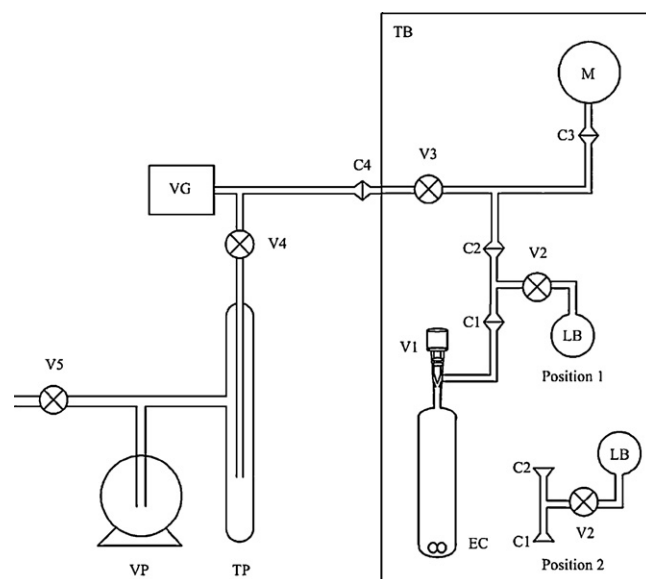 TB
M
C3
C4
V3
VG
V4
C2
V2
C1
LB
V1
Position 1
V5
C2
LB
V2
C1
EC
Position 2
VP
TP